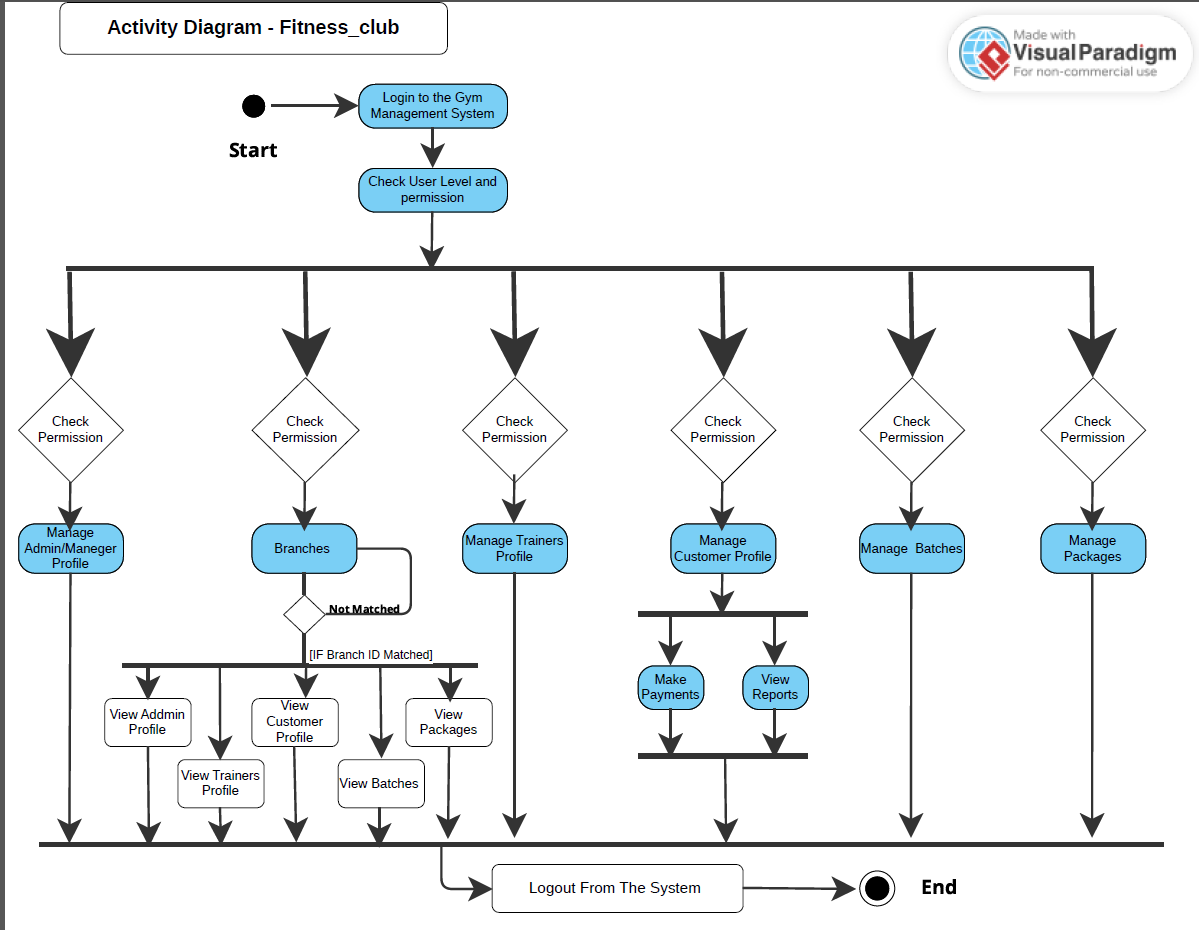 Activity Diagram - Fitness_club
Made with
Visual Paradigm
For non-commercial use
Login to the Gym
Management System
Start
Check User Level and
permission
Check
Permission
Check
Permission
Check
Permission
Check
Permission
Check
Permission
Check
Permission
Manage
Admin/Maneger
Profile
Branches
Manage Trainers
Profile
Manage
Customer Profile
Manage  Batches
Manage
Packages
Not Matched
[IF Branch ID Matched]
Make
Payments
View
Reports
View Addmin
Profile
View
Customer
Profile
View
Packages
View Trainers
Profile
View Batches
Logout From The System
End